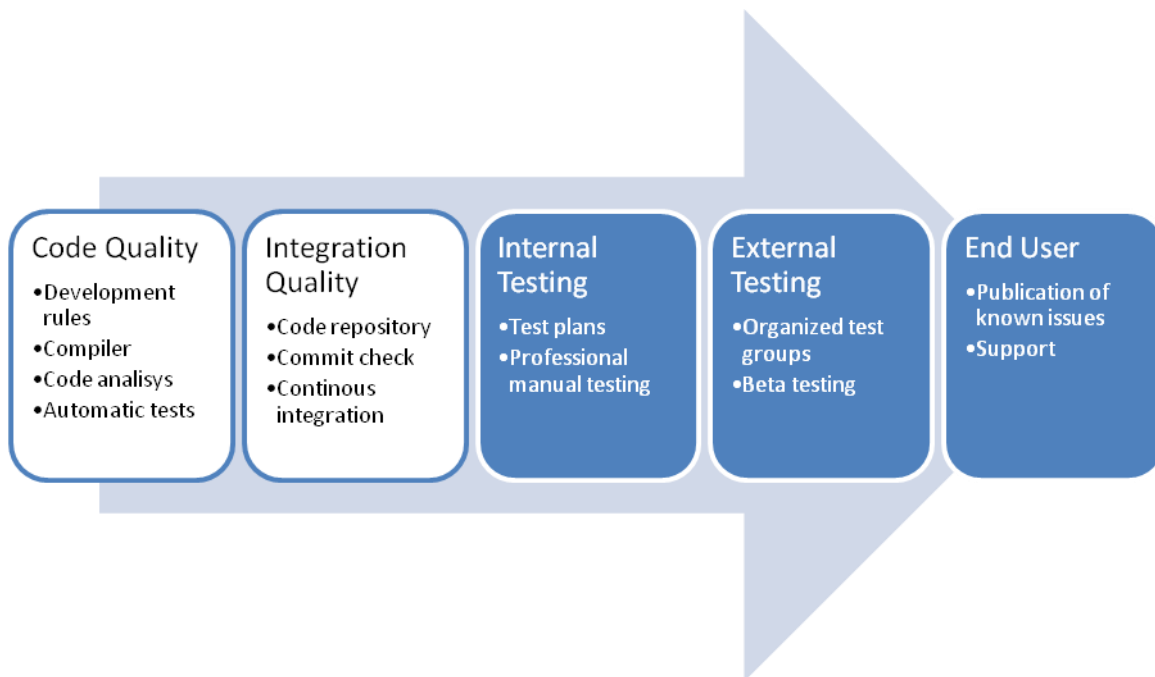 Code Quality
•Development
rules
•Compiler
•Code analisys
•Automatic tests
Integration
Quality
•Code repository
•Commit check
•Continous
integration
Internal
Testing
•Test plans
•Professional
manual testing
External
Testing
•Organized test
groups
•Beta testing
End User
•Publication of
known issues
•Support